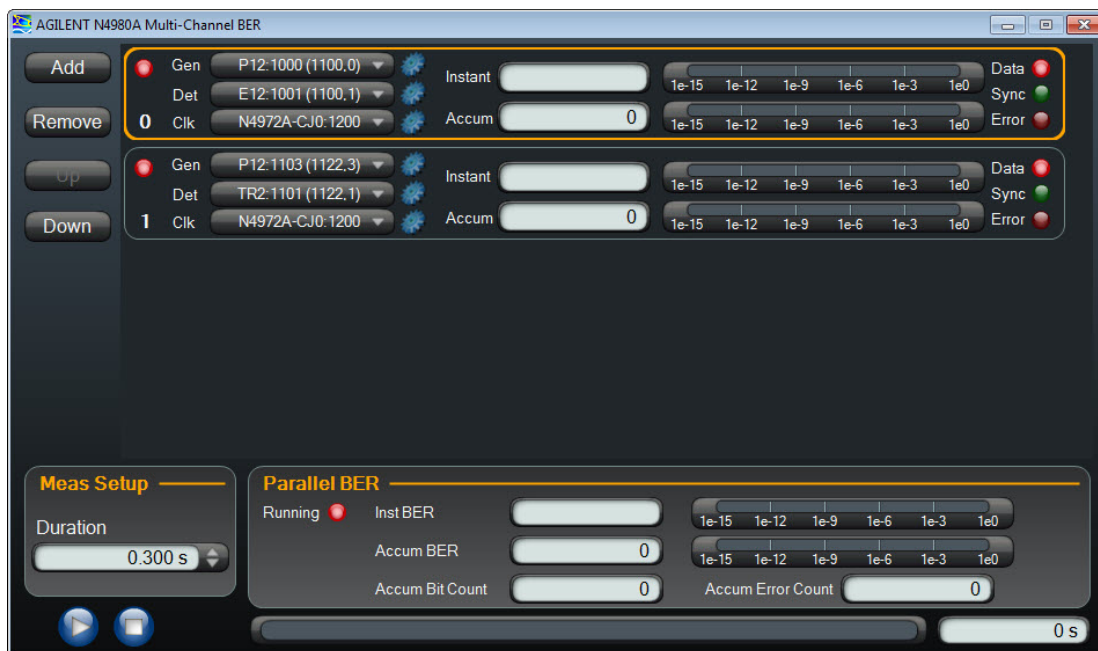 AGILENT N4980A Multi-Channel BER
Add
Remove
Up
Down
Gen P12:1000 (1100,0)
Det E12:1001 (1100,1)
0 Clk N4972A-CJ0:1200
Instant
1e-15 1e-12 1e-9 1e-6 1e-3 1e0
Accum 0
1e-15 1e-12 1e-9 1e-6 1e-3 1e0
Data
Sync
Error
Gen P12:1103 (1122,3)
Det TR2:1101 (1122,1)
1 Clk N4972A-CJ0:1200
Instant
1e-15 1e-12 1e-9 1e-6 1e-3 1e0
Accum 0
1e-15 1e-12 1e-9 1e-6 1e-3 1e0
Data
Sync
Error
Meas Setup
Duration
0.300 s
Parallel BER
Running
Inst BER
1e-15 1e-12 1e-9 1e-6 1e-3 1e0
Accum BER 0
1e-15 1e-12 1e-9 1e-6 1e-3 1e0
Accum Bit Count 0
Accum Error Count 0
0 s